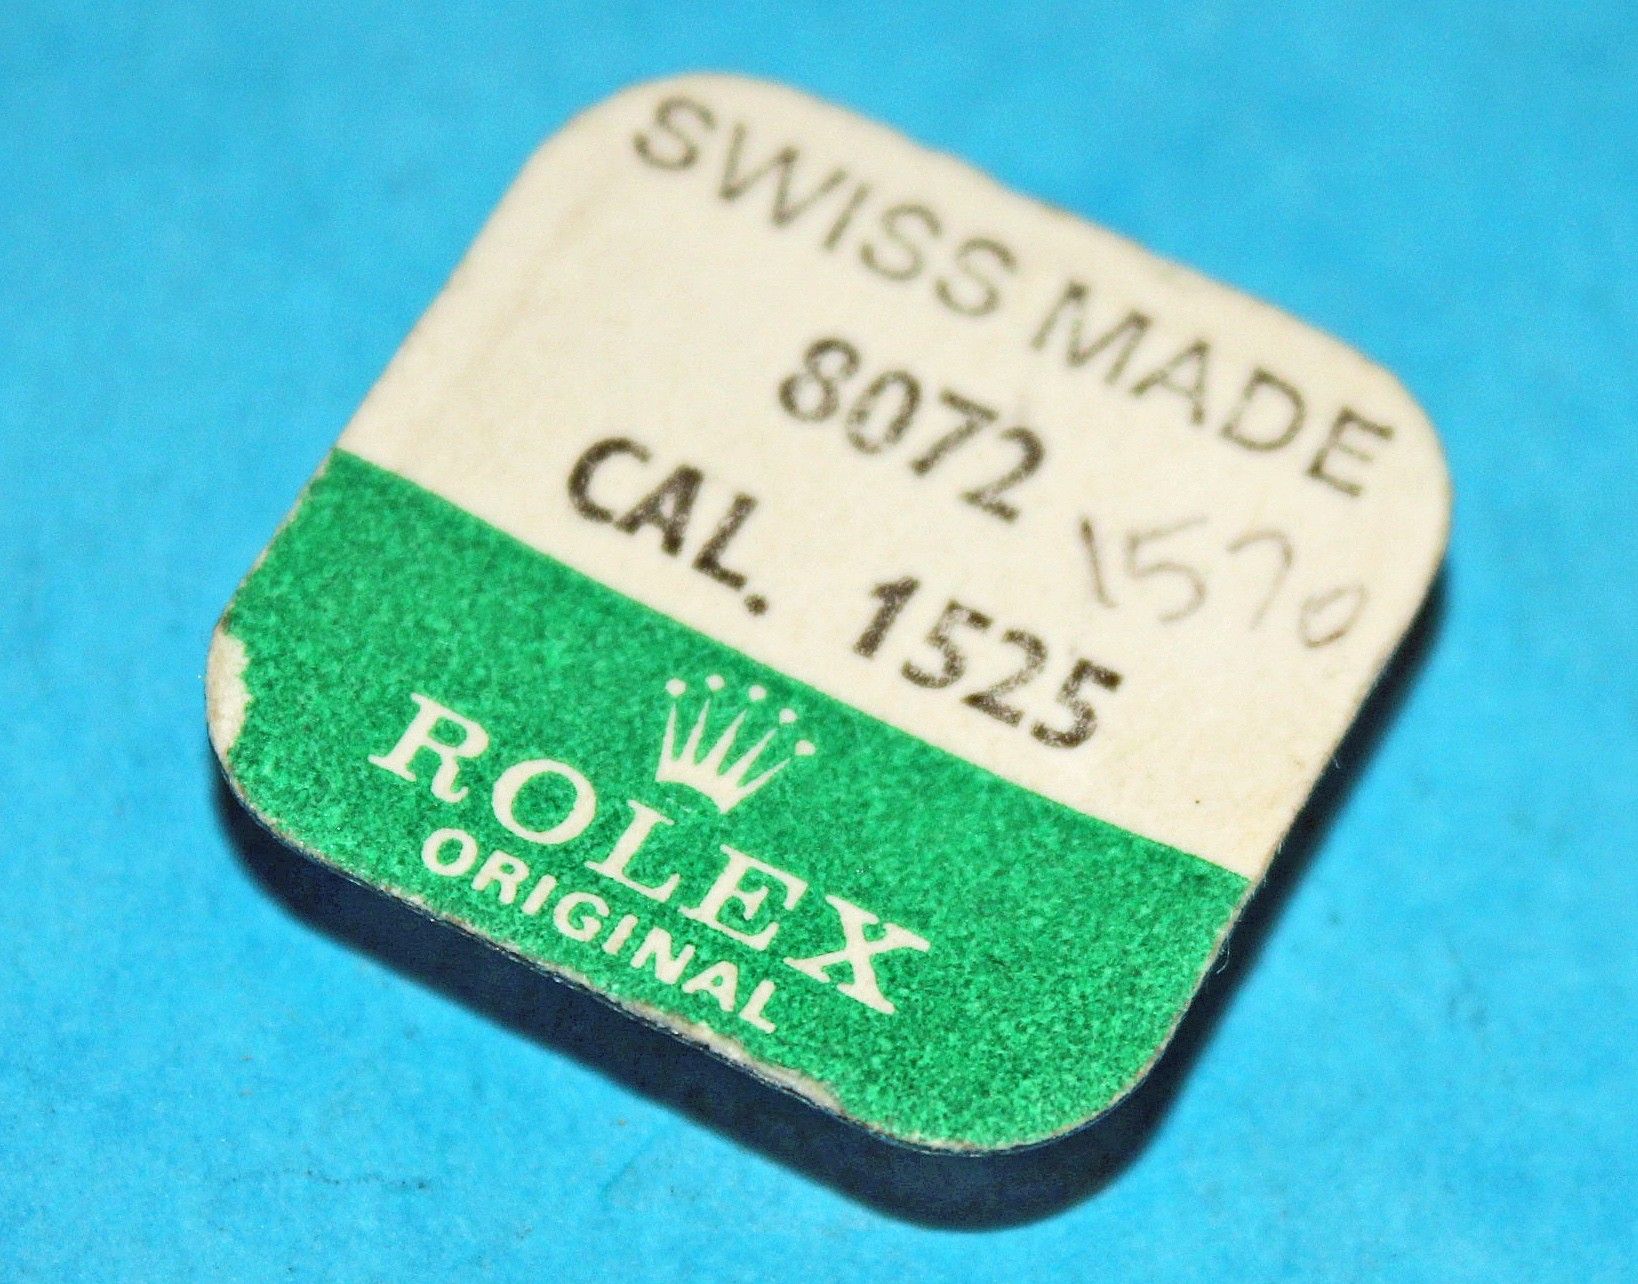 SWISS MADE
8072
1570
CAL. 1525
ROLEX
ORIGINAL